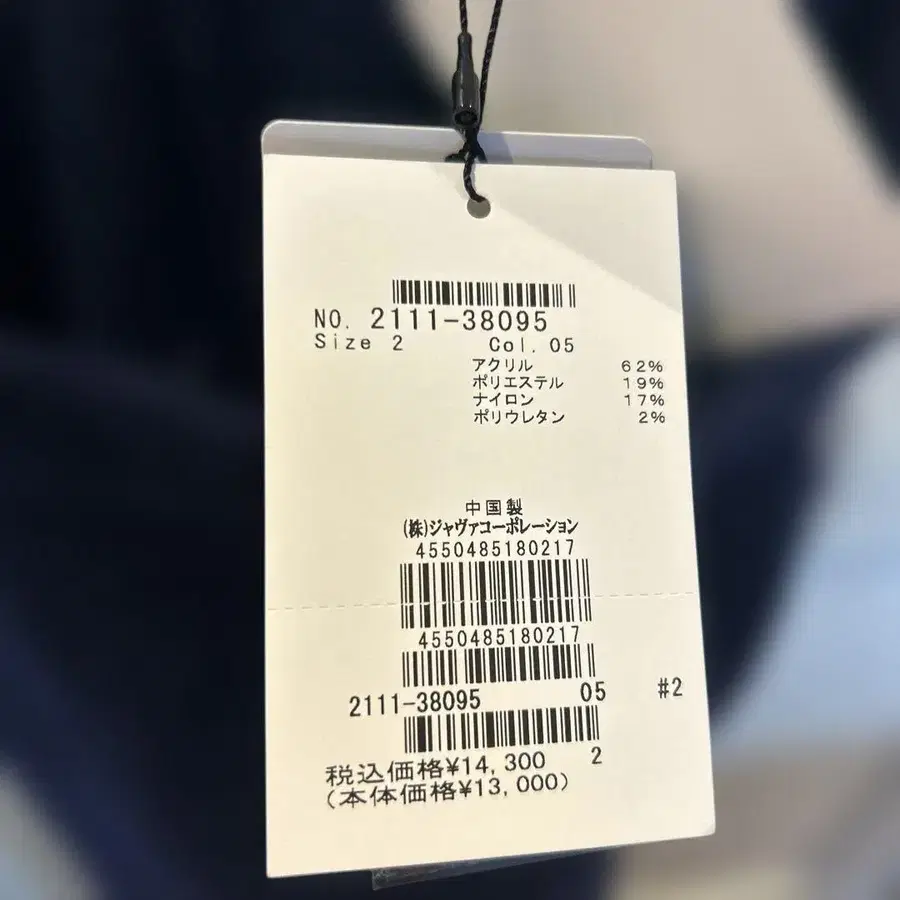 NO. 2111-38095
Size 2 Col. 05
アクリル 62%
ポリエステル 19%
ナイロン 17%
ポリウレタン 2%
中国製
(株)ジャヴァコーポレーション
4550485180217
4550485180217
2111-38095 05 #2
2
税込価格¥14,300
(本体価格¥13,000)